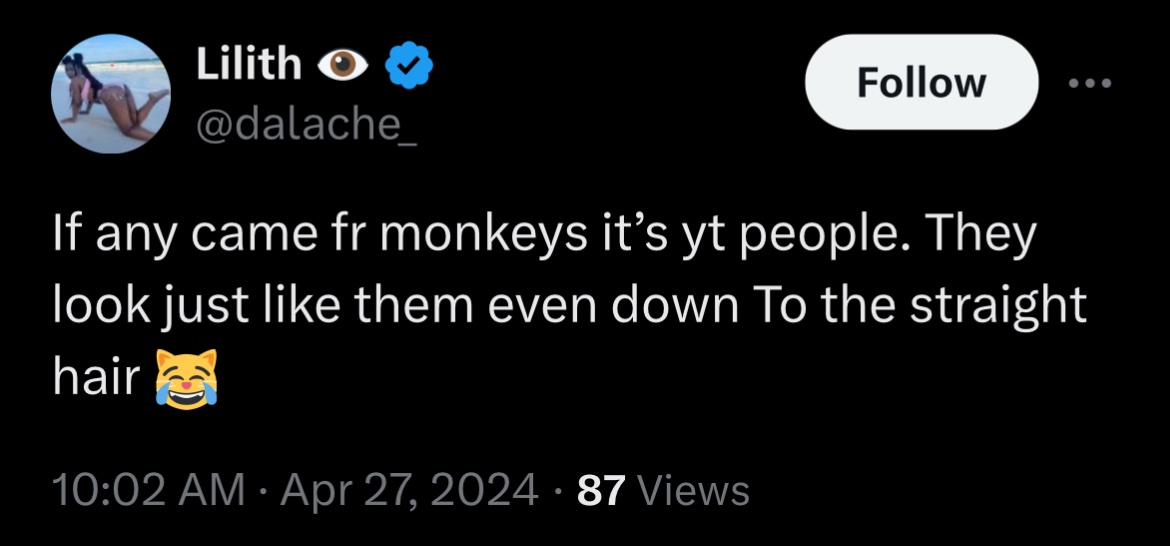 Lilith 👁️
@dalache_
Follow
If any came fr monkeys it’s yt people. They
look just like them even down To the straight
hair 😹
10:02 AM · Apr 27, 2024 · 87 Views